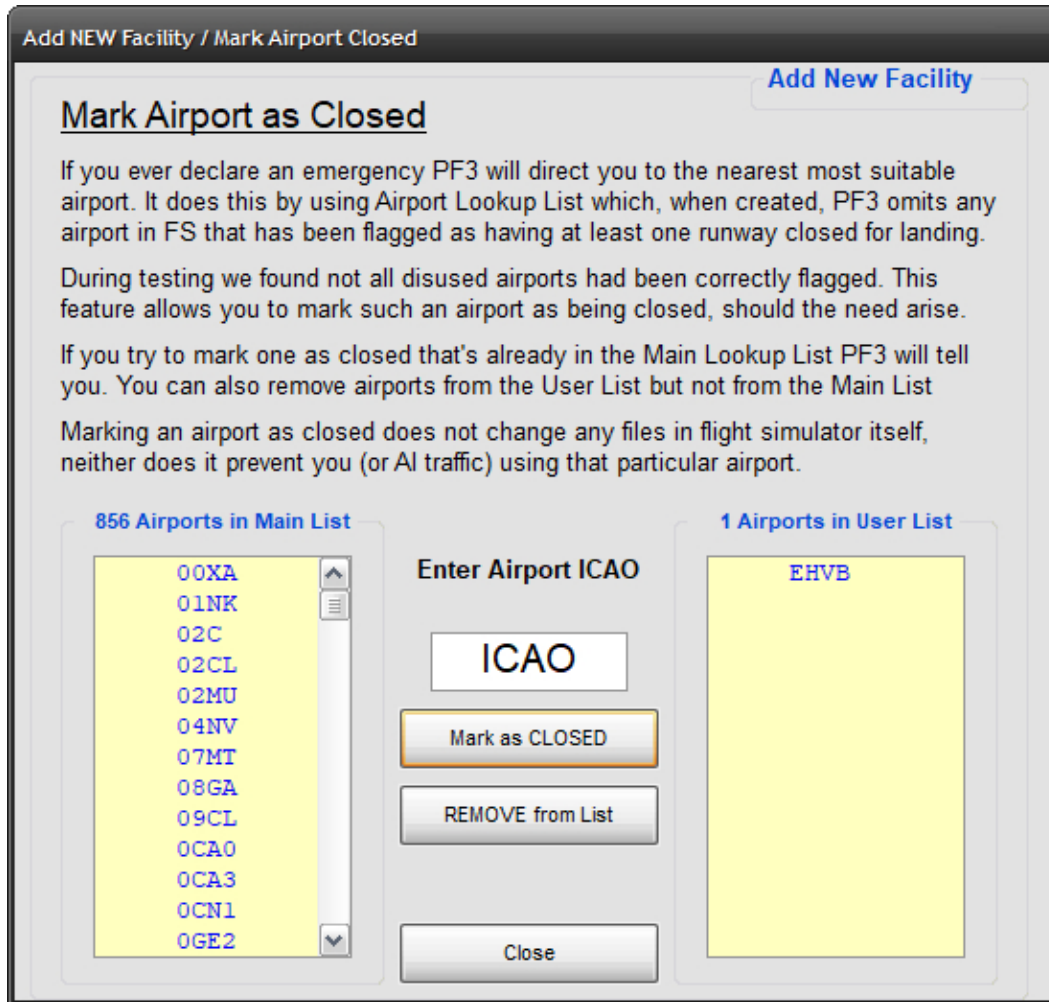 Add NEW Facility / Mark Airport Closed
Add New Facility
Mark Airport as Closed
If you ever declare an emergency PF3 will direct you to the nearest most suitable
airport. It does this by using Airport Lookup List which, when created, PF3 omits any
airport in FS that has been flagged as having at least one runway closed for landing.
During testing we found not all disused airports had been correctly flagged. This
feature allows you to mark such an airport as being closed, should the need arise.
If you try to mark one as closed that's already in the Main Lookup List PF3 will tell
you. You can also remove airports from the User List but not from the Main List
Marking an airport as closed does not change any files in flight simulator itself,
neither does it prevent you (or AI traffic) using that particular airport.
856 Airports in Main List
00XA
01NK
02C
02CL
02MU
04NV
07MT
08GA
09CL
0CA0
0CA3
0CN1
0GE2
Enter Airport ICAO
ICAO
Mark as CLOSED
REMOVE from List
Close
1 Airports in User List
EHVB